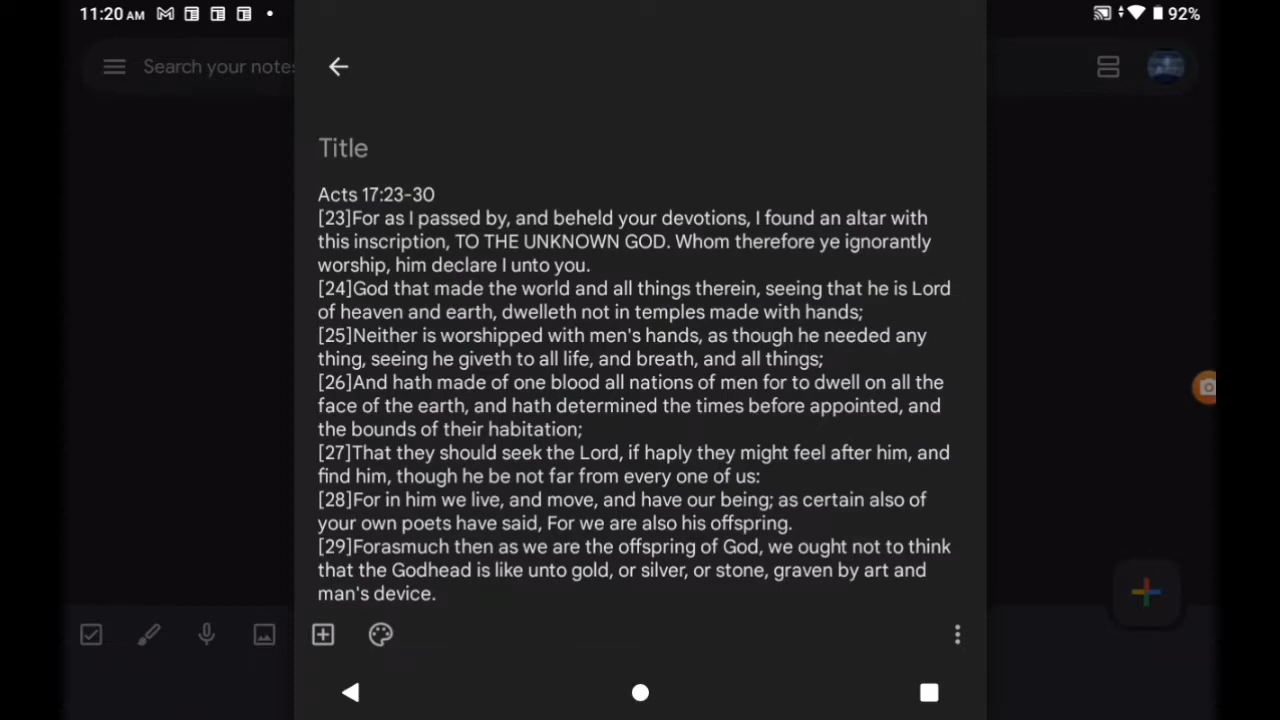 11:20 AM
92%
Search your notes
Title
Acts 17:23-30
[23]For as I passed by, and beheld your devotions, I found an altar with
this inscription, TO THE UNKNOWN GOD. Whom therefore ye ignorantly
worship, him declare I unto you.
[24]God that made the world and all things therein, seeing that he is Lord
of heaven and earth, dwelleth not in temples made with hands;
[25]Neither is worshipped with men's hands, as though he needed any
thing, seeing he giveth to all life, and breath, and all things;
[26]And hath made of one blood all nations of men for to dwell on all the
face of the earth, and hath determined the times before appointed, and
the bounds of their habitation;
[27]That they should seek the Lord, if haply they might feel after him, and
find him, though he be not far from every one of us:
[28]For in him we live, and move, and have our being; as certain also of
your own poets have said, For we are also his offspring.
[29]Forasmuch then as we are the offspring of God, we ought not to think
that the Godhead is like unto gold, or silver, or stone, graven by art and
man's device.